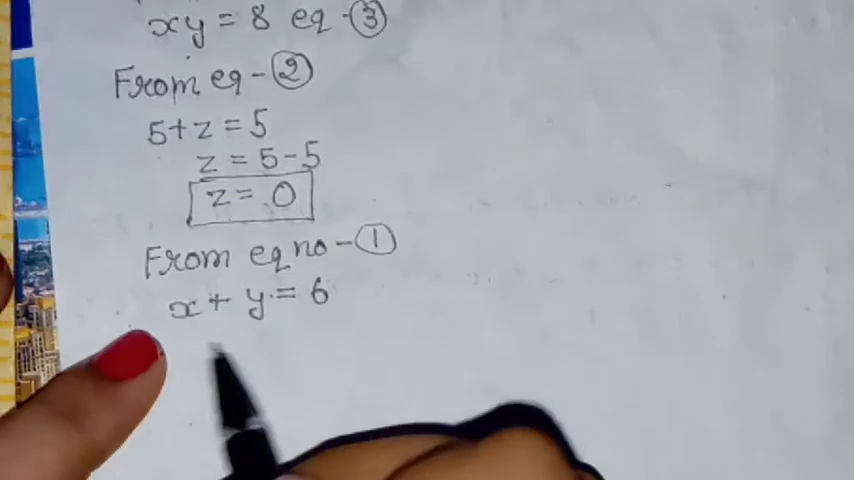 xy = 8 eq - ③
From eq - ②
5+z = 5
z = 5-5
z = 0
From eq no - ①
x + y = 6